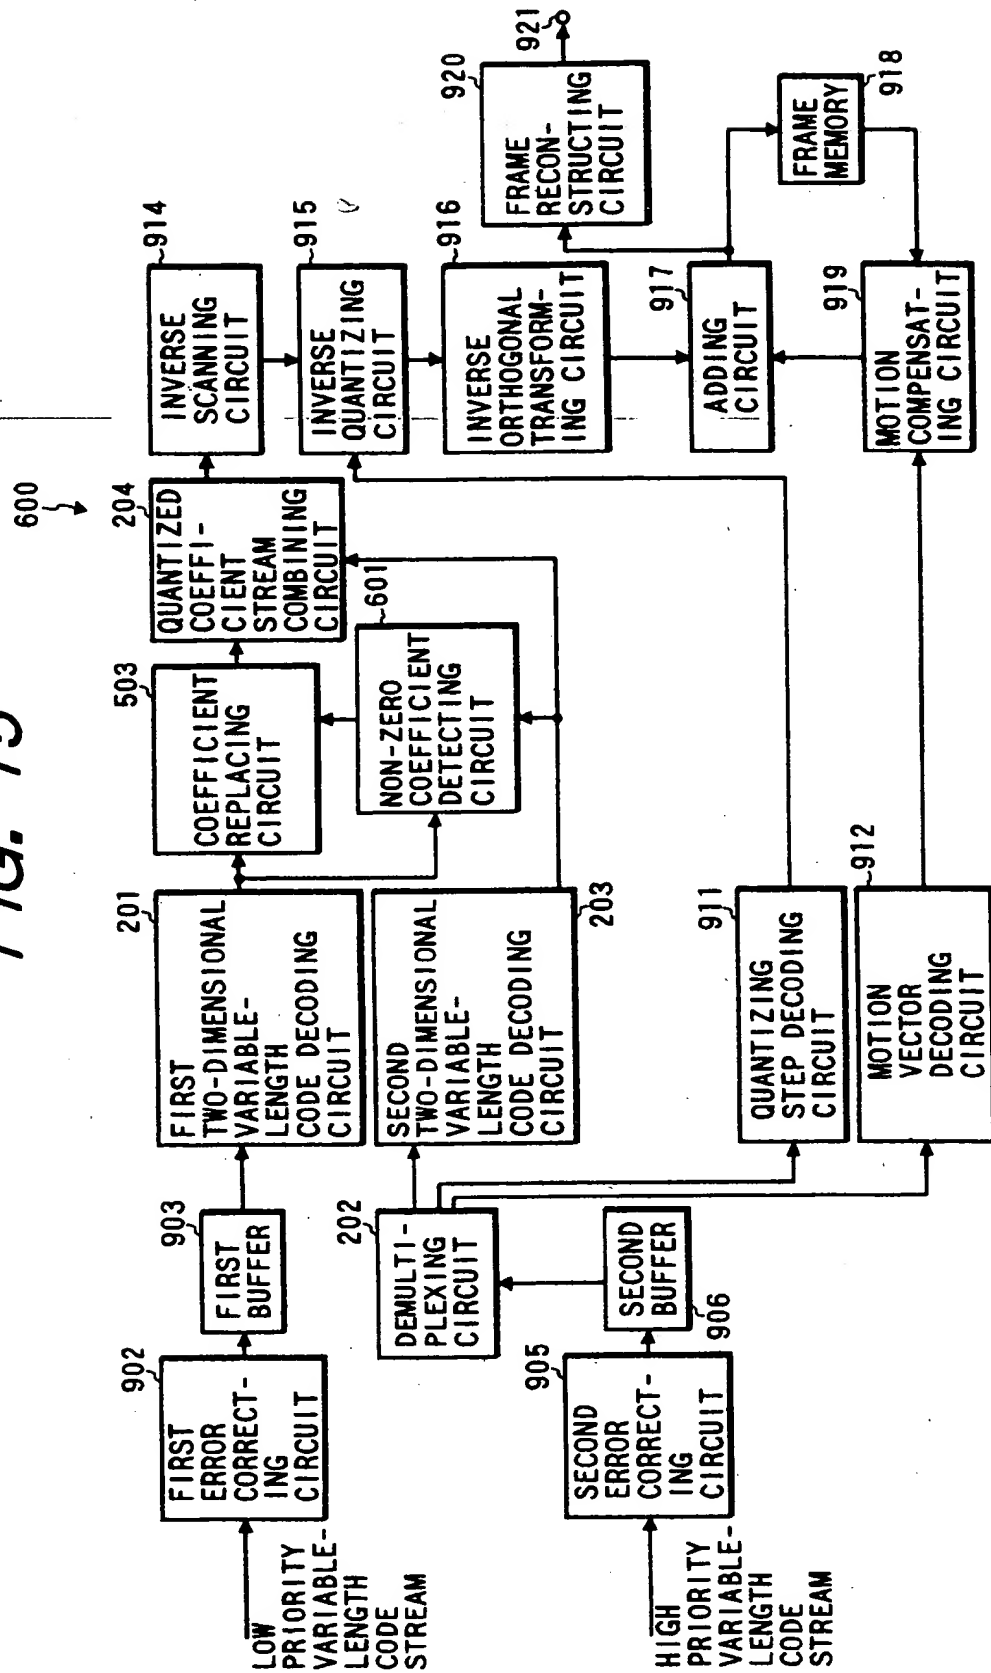 600
LOW
PRIORITY
VARIABLE-
LENGTH
CODE
STREAM
902
FIRST
ERROR
CORRECT-
ING
CIRCUIT
903
FIRST
BUFFER
201
FIRST
TWO-DIMENSIONAL
VARIABLE-
LENGTH
CODE DECODING
CIRCUIT
503
COEFFICIENT
REPLACING
CIRCUIT
204
QUANTIZED
COEFFI-
CIENT
STREAM
COMBINING
CIRCUIT
914
INVERSE
SCANNING
CIRCUIT
915
INVERSE
QUANTIZING
CIRCUIT
601
NON-ZERO
COEFFICIENT
DETECTING
CIRCUIT
202
DEMULTI-
PLEXING
CIRCUIT
SECOND
TWO-DIMENSIONAL
VARIABLE-
LENGTH
CODE DECODING
CIRCUIT
203
916
INVERSE
ORTHOGONAL
TRANSFORM-
ING CIRCUIT
920
FRAME
RECON-
STRUCTING
CIRCUIT
921
HIGH
PRIORITY
VARIABLE-
LENGTH
CODE
STREAM
905
SECOND
ERROR
CORRECT-
ING
CIRCUIT
SECOND
BUFFER
906
917
ADDING
CIRCUIT
911
QUANTIZING
STEP DECODING
CIRCUIT
912
MOTION
VECTOR
DECODING
CIRCUIT
919
MOTION
COMPENSAT-
ING CIRCUIT
FRAME
MEMORY
918